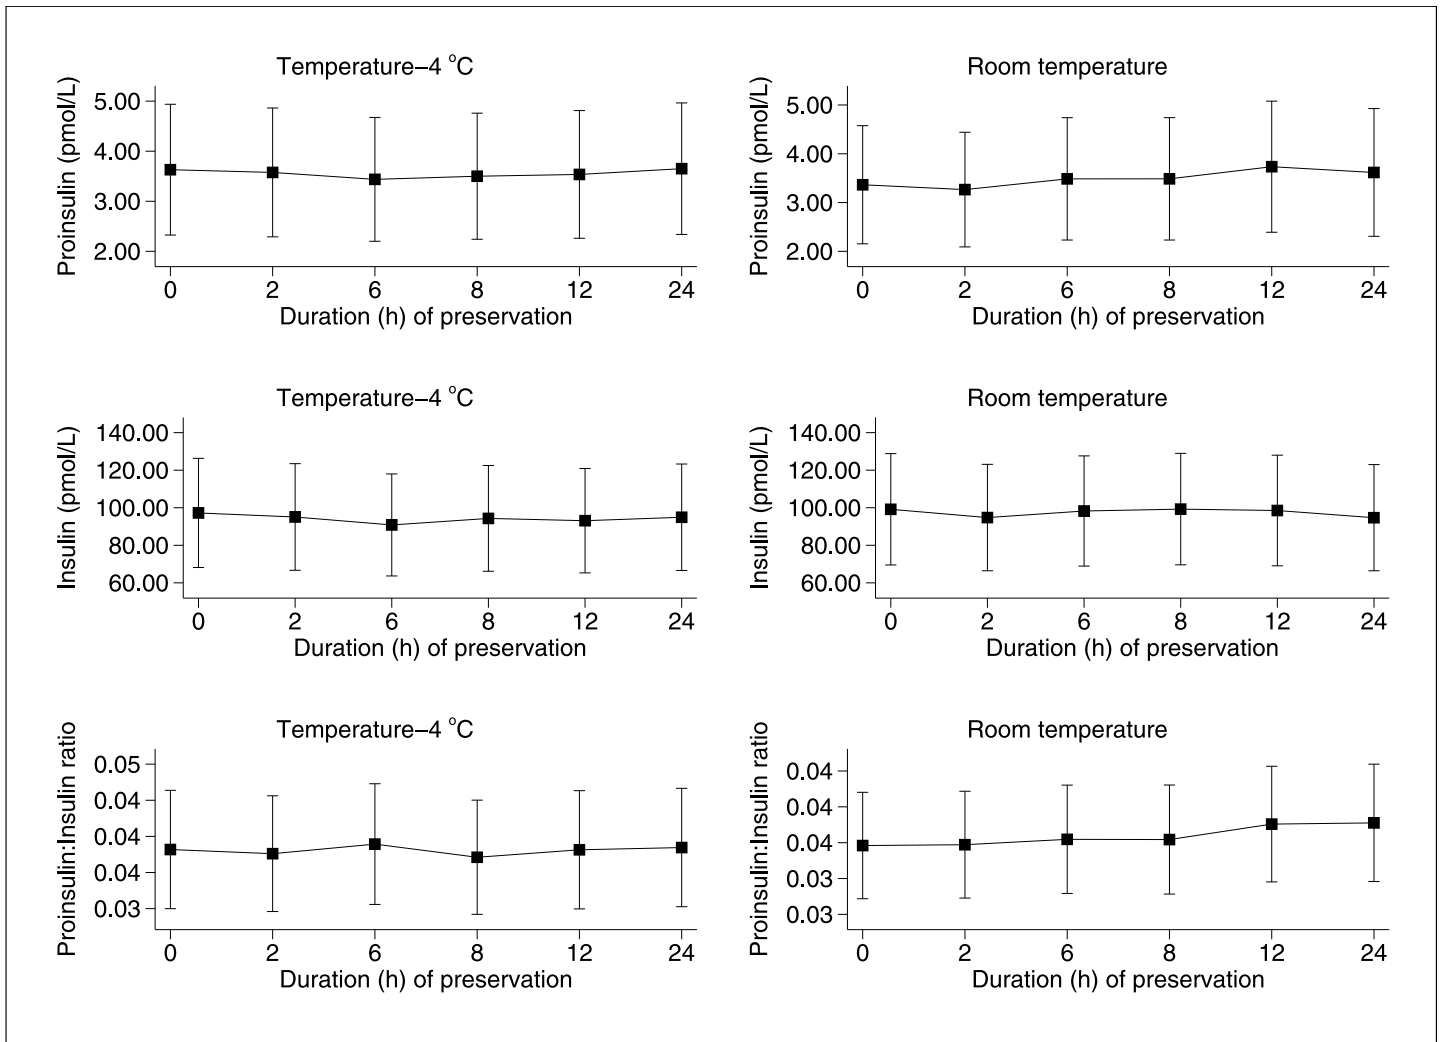 Temperature–4 °C
Proinsulin (pmol/L)
5.00
4.00
3.00
2.00
0 2 6 8 12 24
Duration (h) of preservation
Room temperature
Proinsulin (pmol/L)
5.00
4.00
3.00
2.00
0 2 6 8 12 24
Duration (h) of preservation
Temperature–4 °C
Insulin (pmol/L)
140.00
120.00
100.00
80.00
60.00
0 2 6 8 12 24
Duration (h) of preservation
Room temperature
Insulin (pmol/L)
140.00
120.00
100.00
80.00
60.00
0 2 6 8 12 24
Duration (h) of preservation
Temperature–4 °C
Proinsulin:Insulin ratio
0.05
0.04
0.04
0.04
0.03
0 2 6 8 12 24
Duration (h) of preservation
Room temperature
Proinsulin:Insulin ratio
0.04
0.04
0.04
0.03
0.03
0 2 6 8 12 24
Duration (h) of preservation